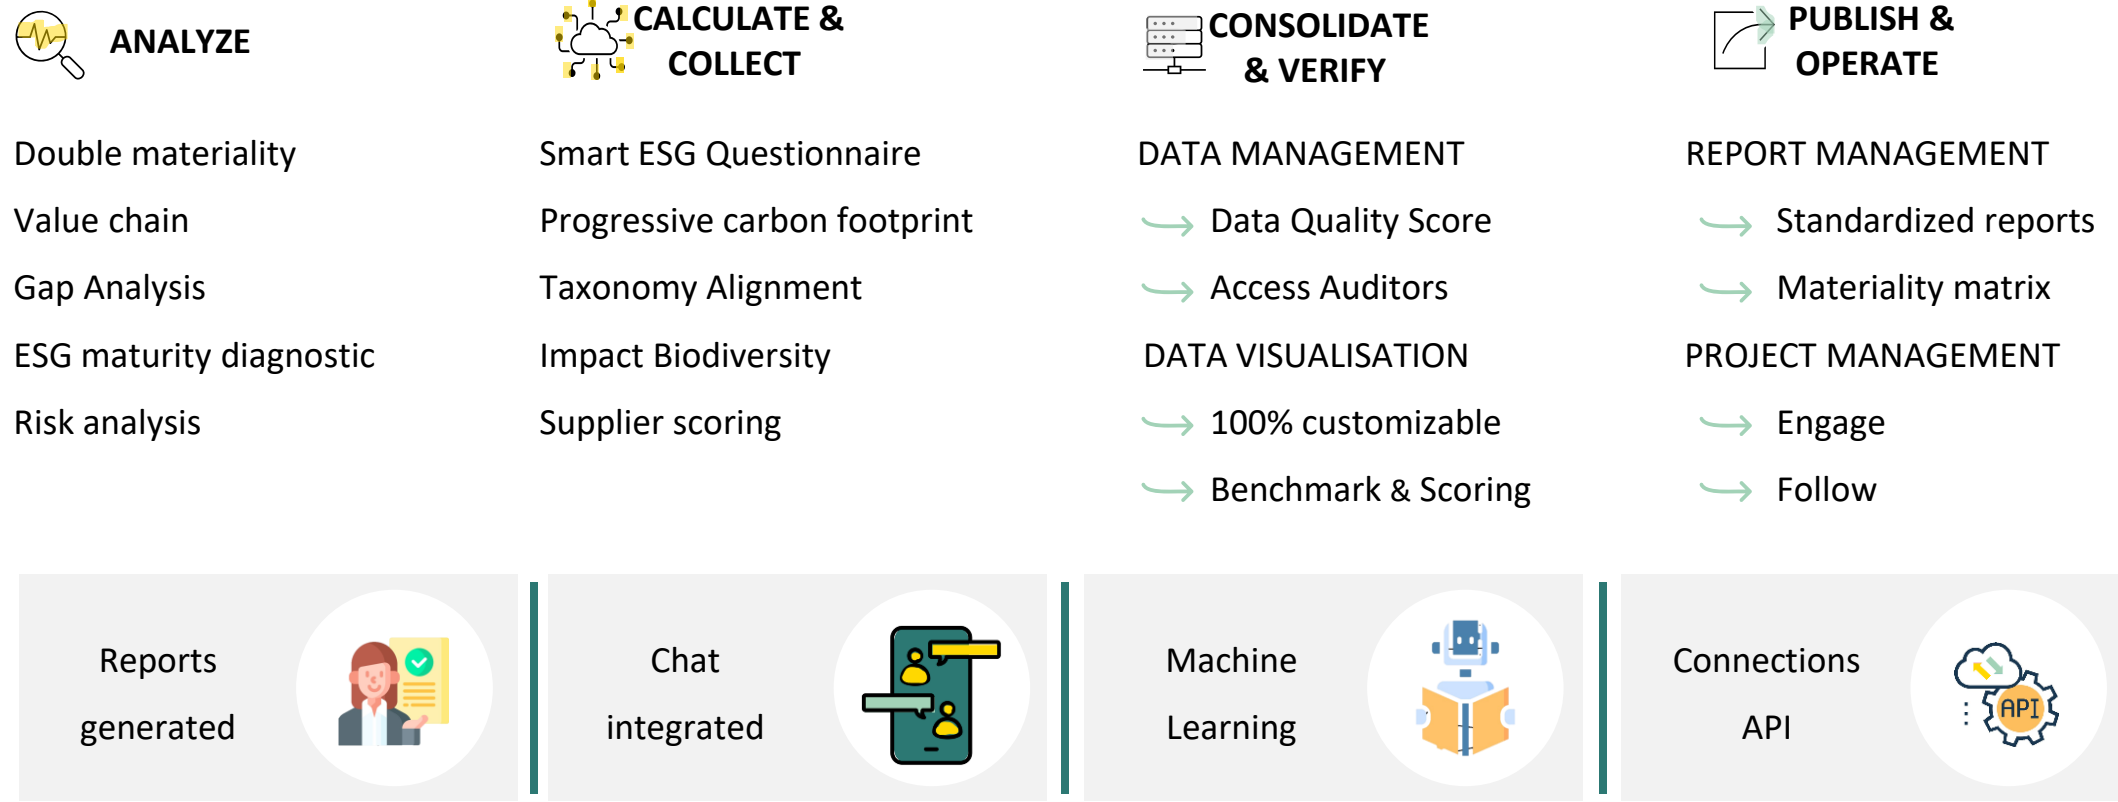 ANALYZE
Double materiality
Value chain
Gap Analysis
ESG maturity diagnostic
Risk analysis
CALCULATE &
COLLECT
Smart ESG Questionnaire
Progressive carbon footprint
Taxonomy Alignment
Impact Biodiversity
Supplier scoring
CONSOLIDATE
& VERIFY
DATA MANAGEMENT
Data Quality Score
Access Auditors
DATA VISUALISATION
100% customizable
Benchmark & Scoring
PUBLISH &
OPERATE
REPORT MANAGEMENT
Standardized reports
Materiality matrix
PROJECT MANAGEMENT
Engage
Follow
Reports
generated
Chat
integrated
Machine
Learning
Connections
API
API